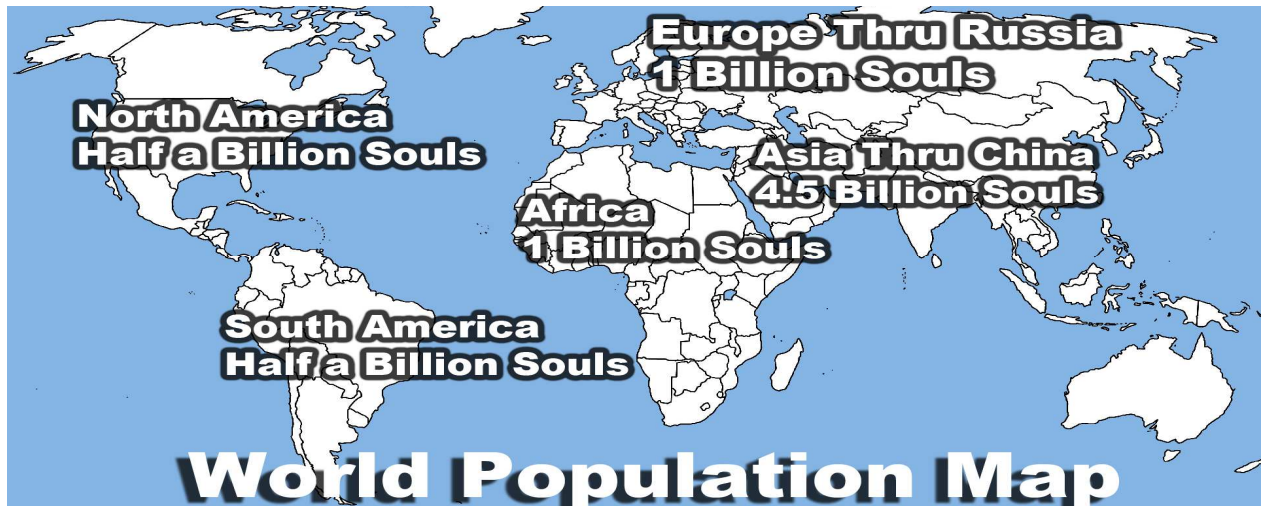 Europe Thru Russia
1 Billion Souls
North America
Half a Billion Souls
Asia Thru China
4.5 Billion Souls
Africa
1 Billion Souls
South America
Half a Billion Souls
World Population Map